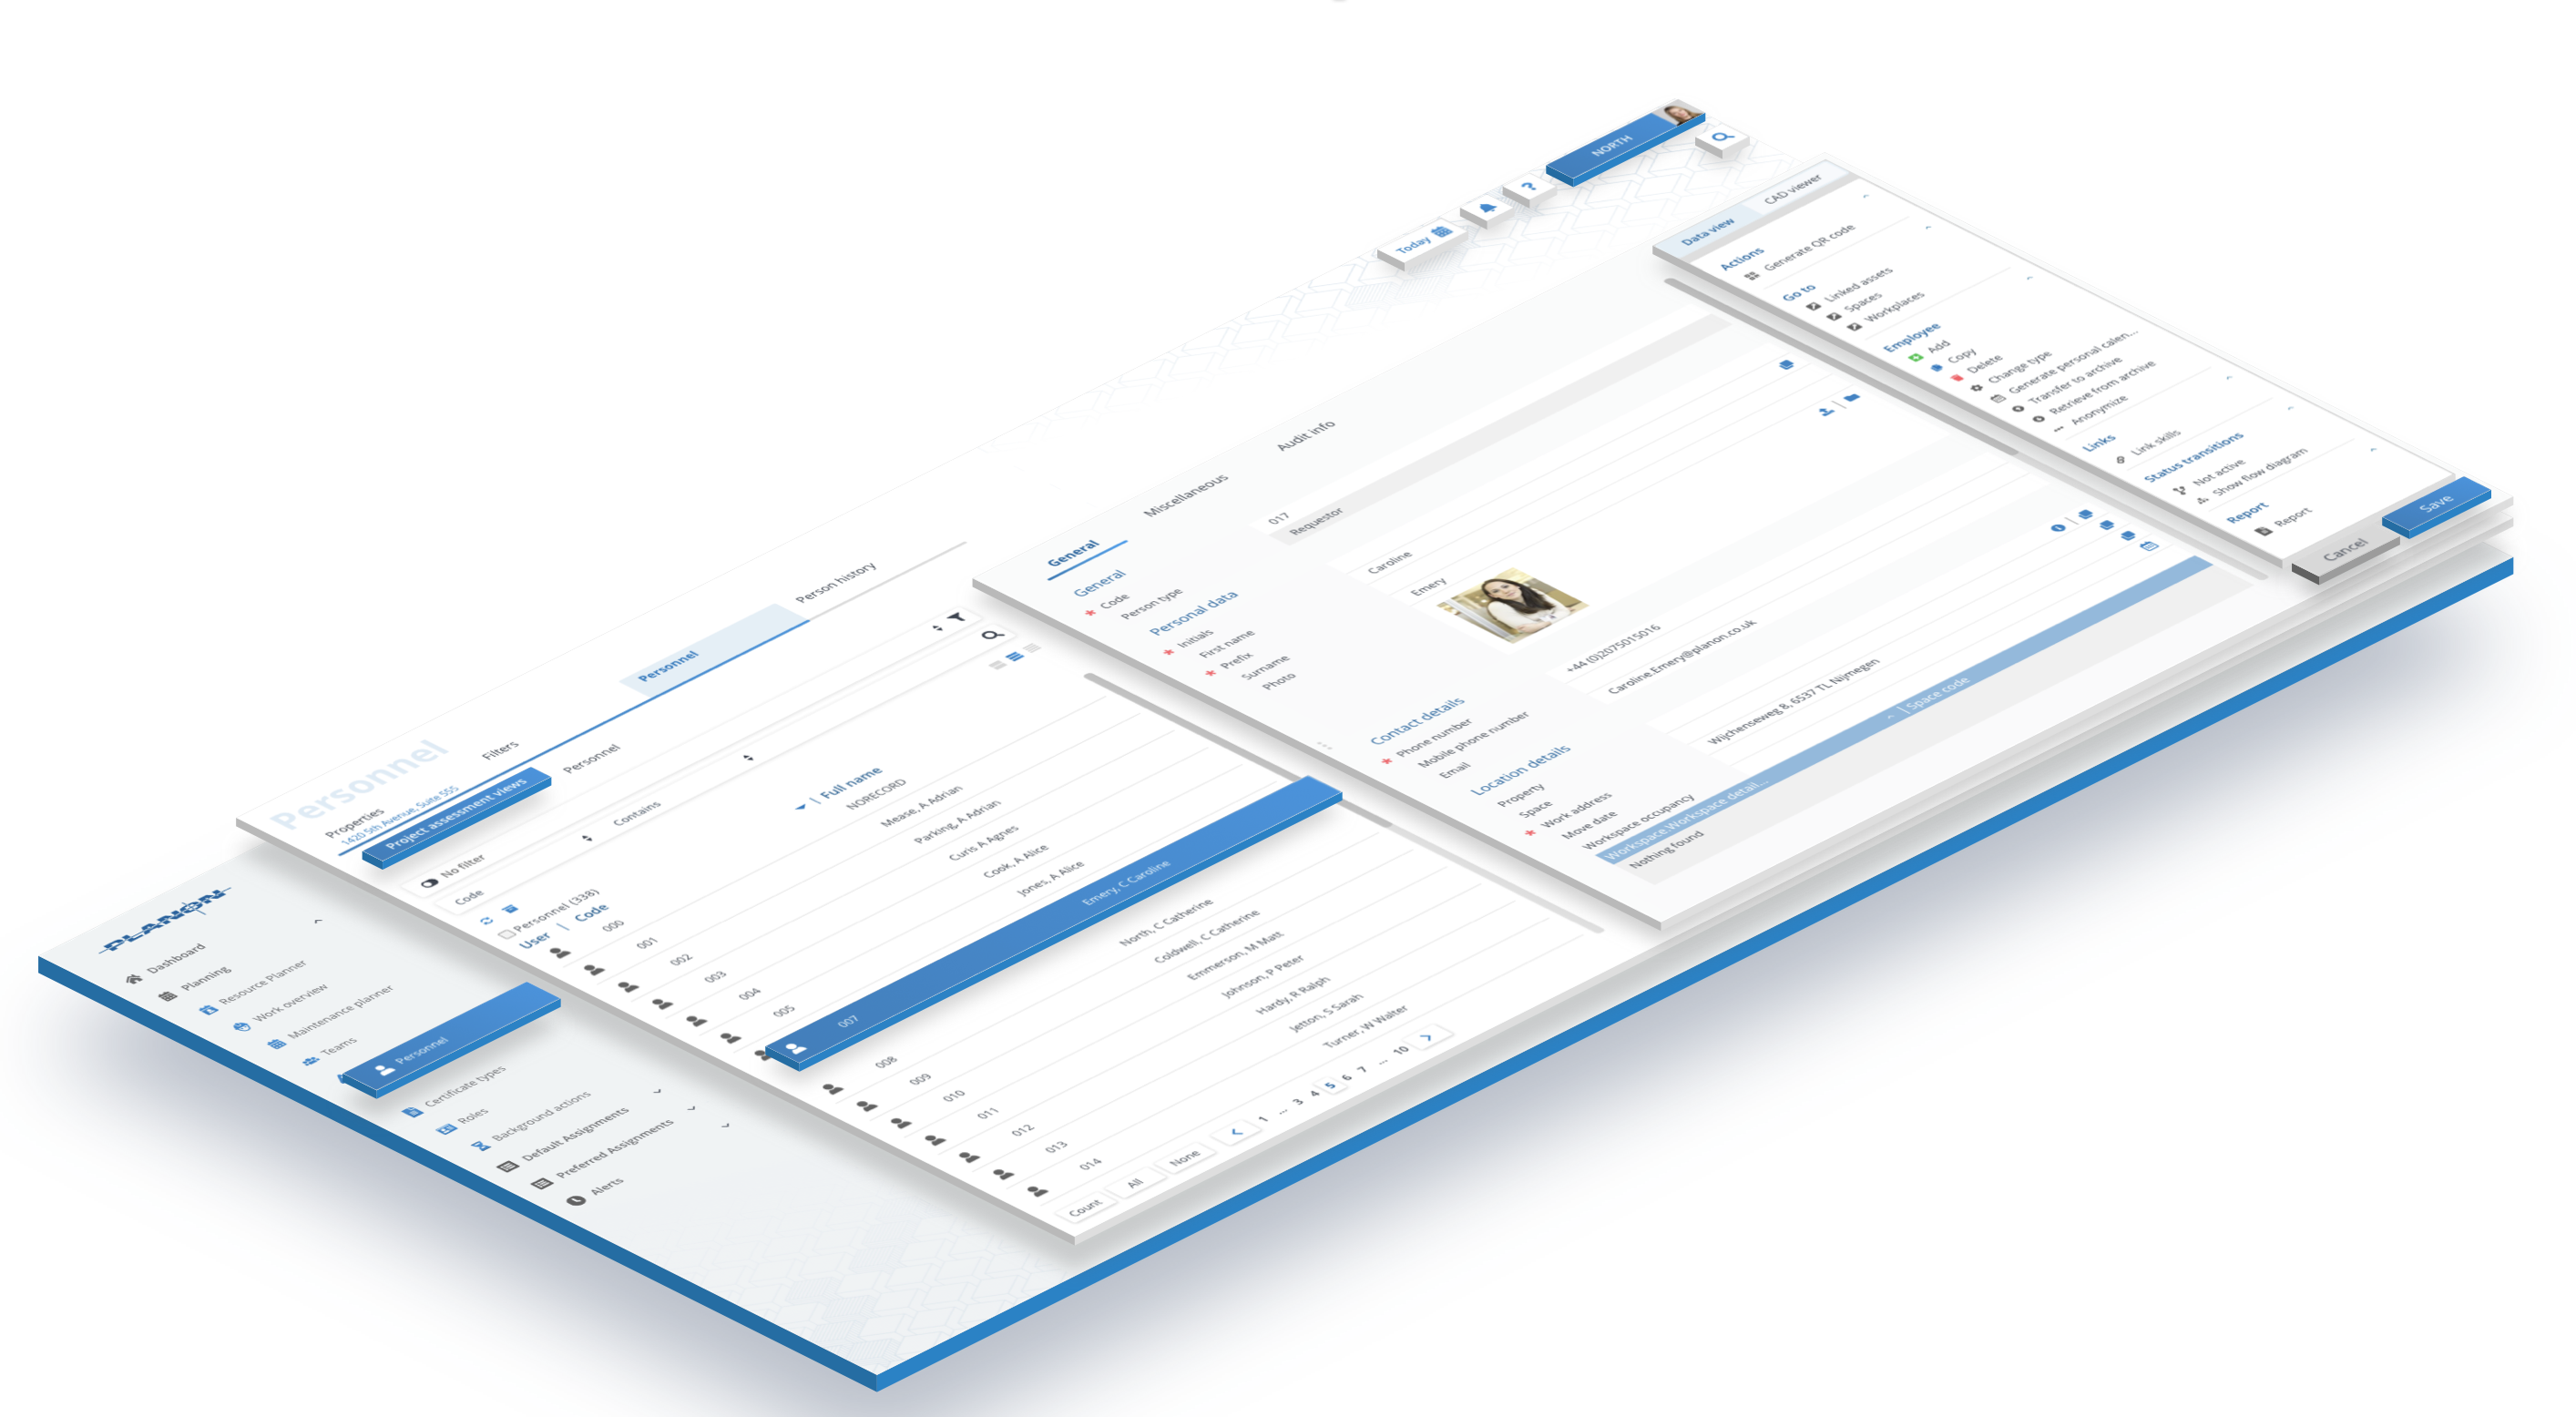 PLANON
Dashboard
Planning
Resource Planner
Work overview
Maintenance planner
Teams
Personnel
Certificate types
Roles
Background actions
Default Assignments
Preferred Assignments
Alerts
Personnel
Properties
1420 5th Avenue, Suite 555
Filters
Personnel
Person history
Project assessment views
Personnel
No filter
Code
Contains
Personnel (338)
User | Code
| Full name
000
NORECORD
001
Mease, A Adrian
002
Parking, A Adrian
003
Curis A Agnes
004
Cook, A Alice
005
Jones, A Alice
007
Emery, C Caroline
008
North, C Catherine
009
Coldwell, C Catherine
010
Emmerson, M Matt
011
Johnson, P Peter
012
Hardy, R Ralph
013
Jetton, S Sarah
014
Turner, W Walter
Count
All
None
1 ... 3 4 5 6 7 ... 10
Today
?
NORTH
General
Miscellaneous
Audit info
General
* Code
017
Person type
Requestor
Personal data
* Initials
First name
Caroline
* Prefix
Surname
Emery
Photo
Contact details
* Phone number
+44 (0)2075015016
Mobile phone number
Email
Caroline.Emery@planon.co.uk
Location details
Property
Space
* Work address
Wijchenseweg 8, 6537 TL Nijmegen
Move date
Workspace occupancy
Workspace.Workspace detail...
| Space code
Nothing found
Data view
CAD viewer
Actions
Generate QR code
Go to
Linked assets
Spaces
Workplaces
Employee
Add
Copy
Delete
Change type
Generate personal calen...
Transfer to archive
Retrieve from archive
Anonymize
Links
Link skills
Status transitions
Not active
Show flow diagram
Report
Report
Cancel
Save